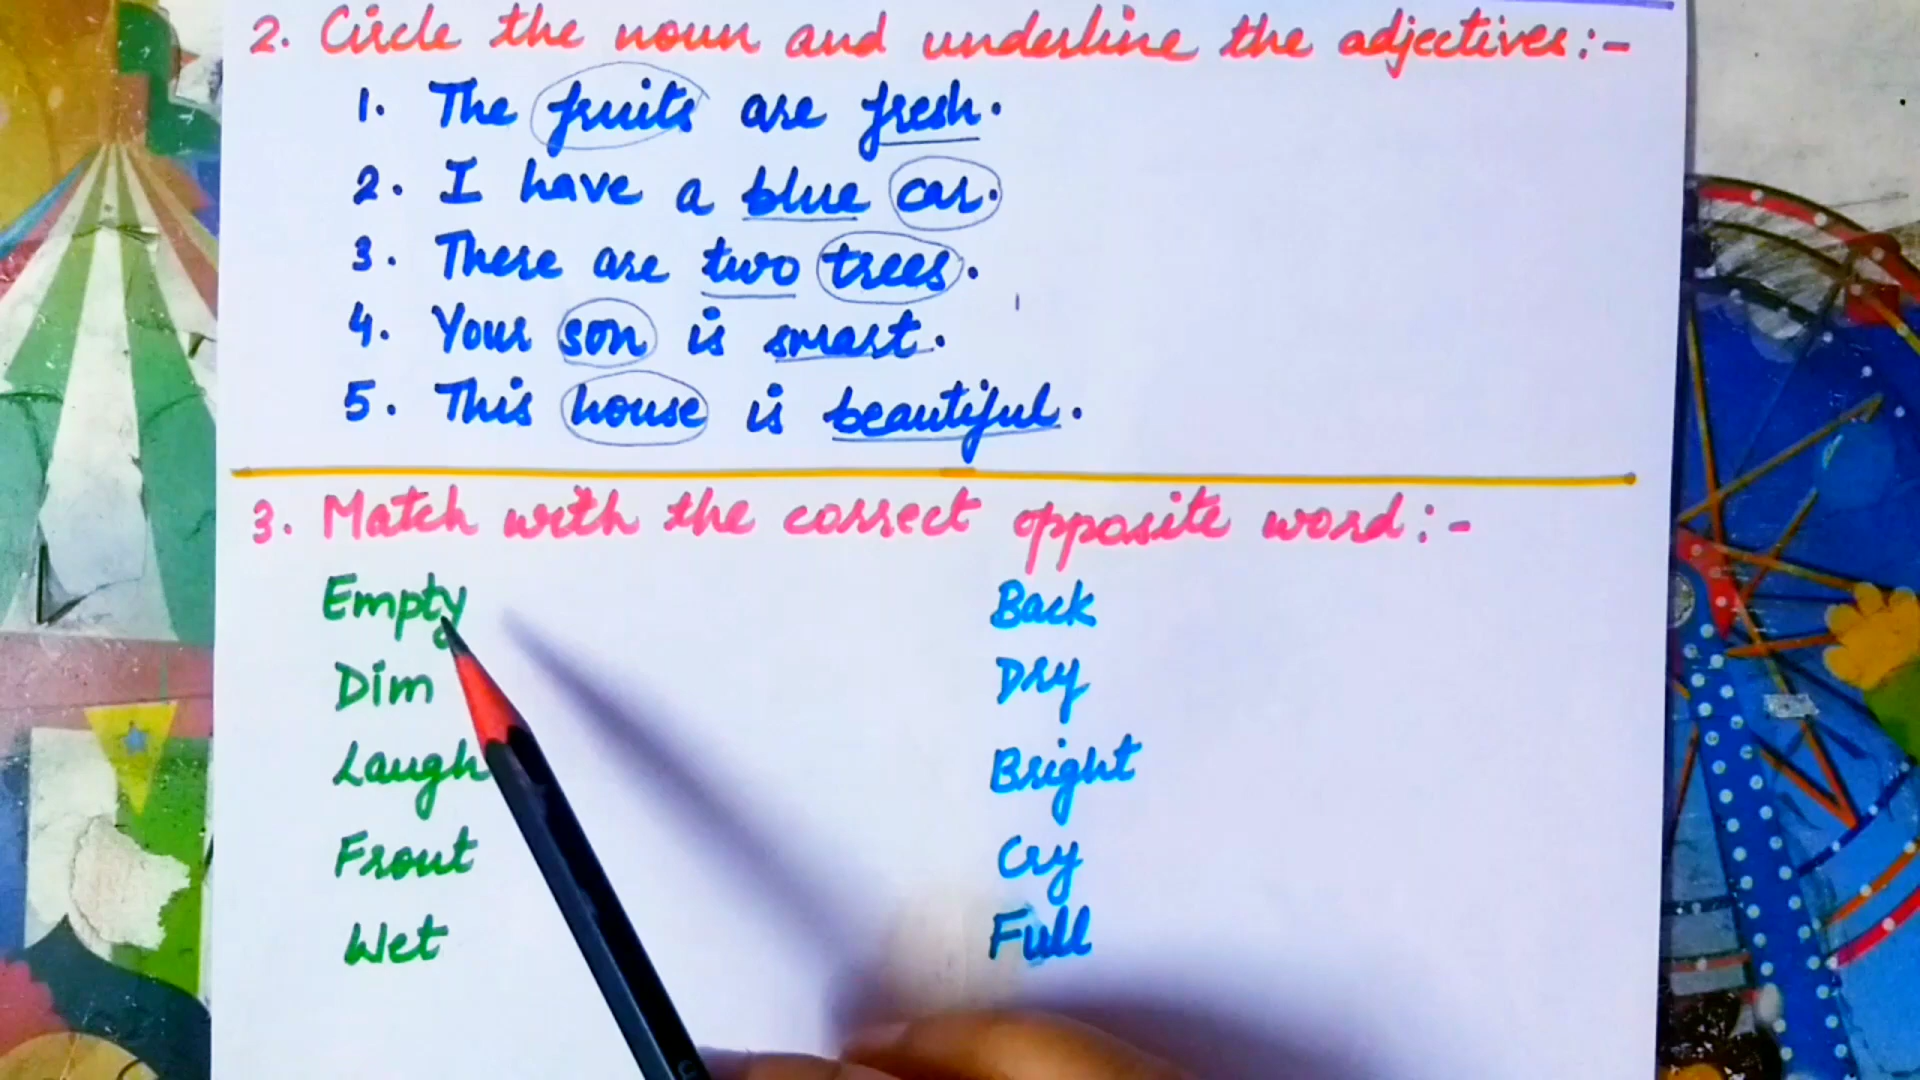 2. Circle the noun and underline the adjectives:-
1. The fruits are fresh.
2. I have a blue car.
3. There are two trees.
4. Your son is smart.
5. This house is beautiful.
3. Match with the correct opposite word:-
Empty Back
Dim Dry
Laugh Bright
Front Cry
Wet Full